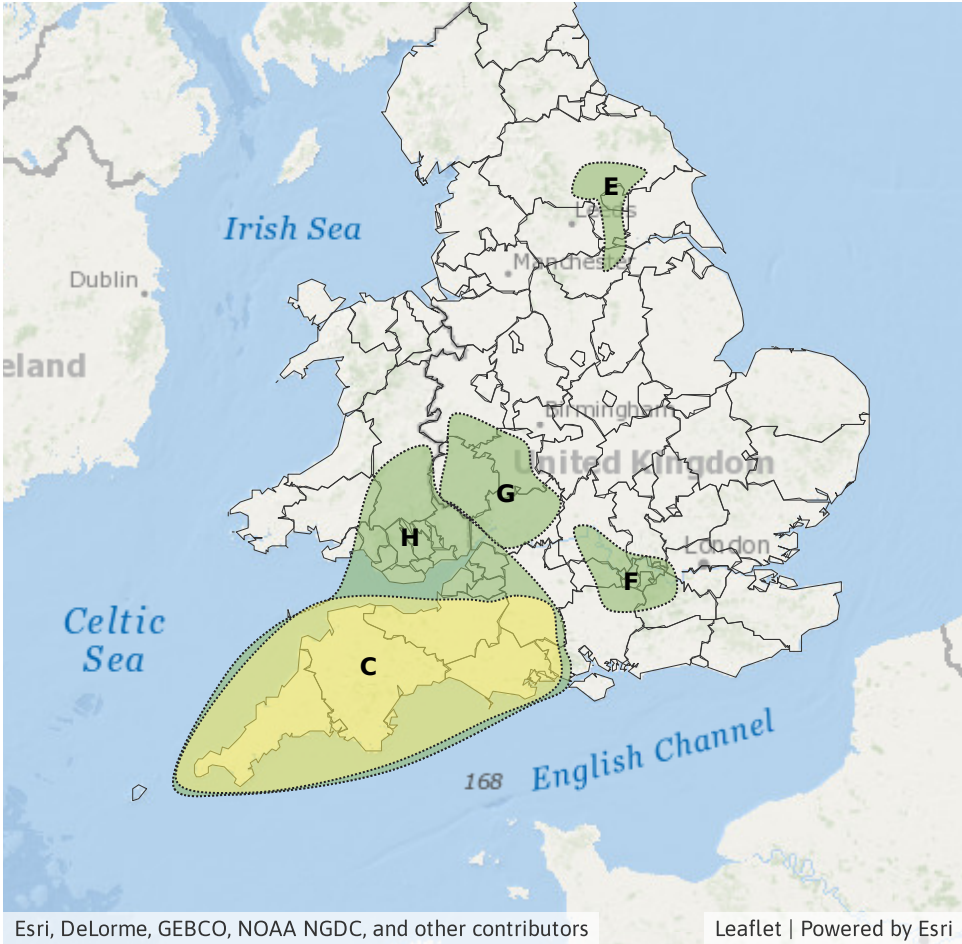 E
Leeds
Irish Sea
Manchester
Dublin
eland
Birmingham
United Kingdom
G
H
London
F
Celtic
Sea
C
English Channel
168
Esri, DeLorme, GEBCO, NOAA NGDC, and other contributors
Leaflet | Powered by Esri